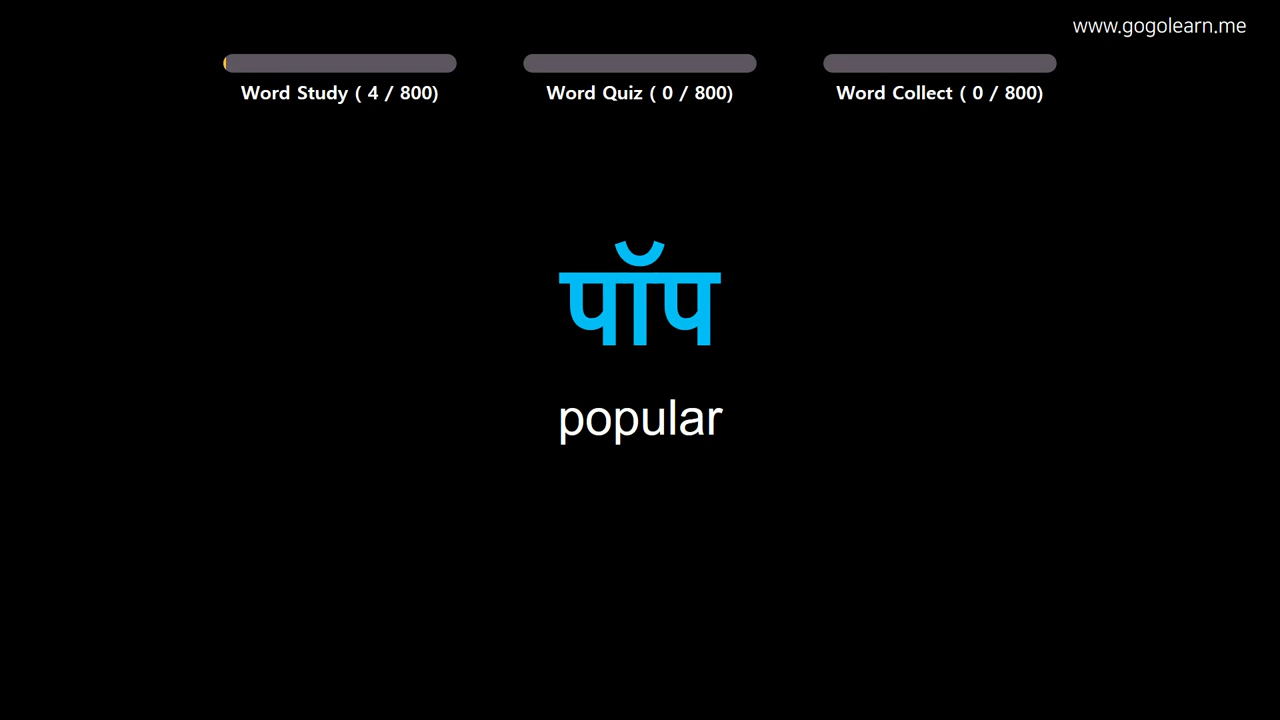 www.gogolearn.me
Word Study ( 4 / 800)
Word Quiz ( 0 / 800)
Word Collect ( 0 / 800)
पॉप
popular